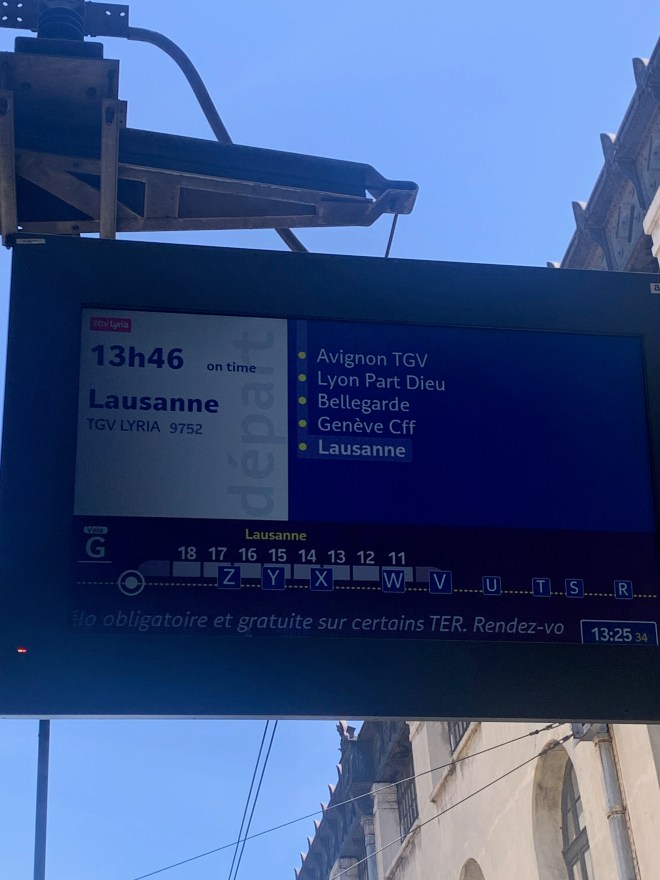 TGV Lyria
13h46 on time
Lausanne
TGV LYRIA 9752
départ
Avignon TGV
Lyon Part Dieu
Bellegarde
Genève Cff
Lausanne
Voie
G
Lausanne
18 17 16 15 14 13 12 11
Z Y X W V U T S R
lo obligatoire et gratuite sur certains TER. Rendez-vo
13:25 34